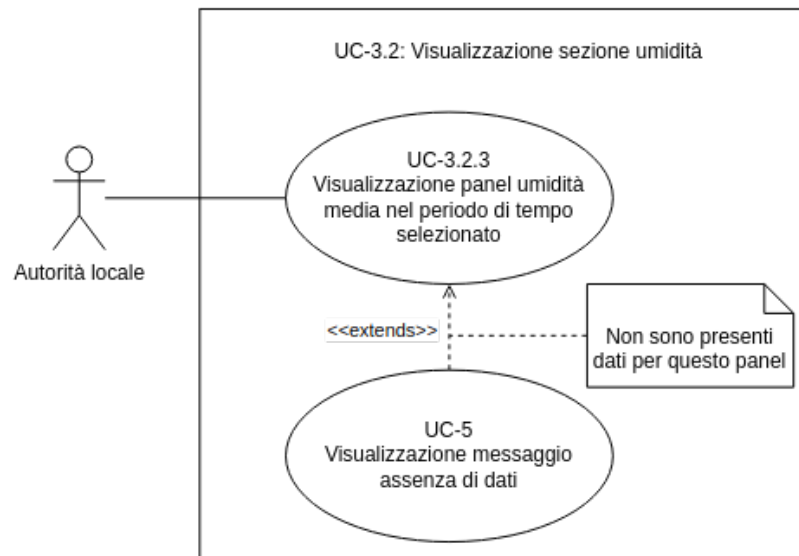 UC-3.2: Visualizzazione sezione umidità
UC-3.2.3
Visualizzazione panel umidità
media nel periodo di tempo
selezionato
Autorità locale
<<extends>>
Non sono presenti
dati per questo panel
UC-5
Visualizzazione messaggio
assenza di dati